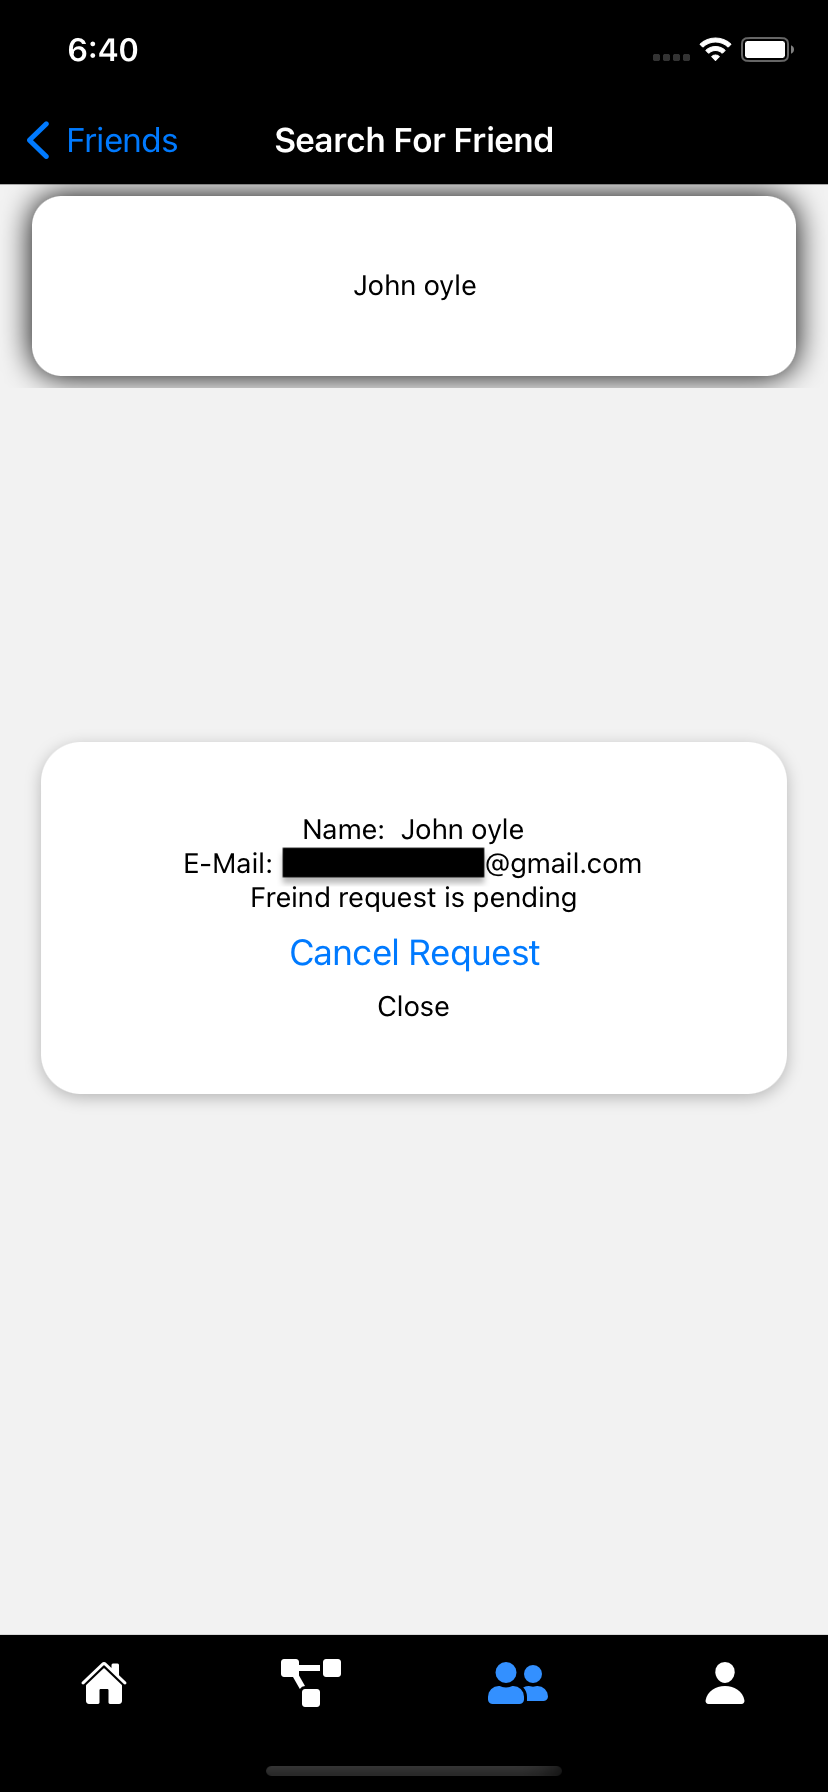 6:40
Friends
Search For Friend
John oyle
Name: John oyle
E-Mail: @gmail.com
Freind request is pending
Cancel Request
Close